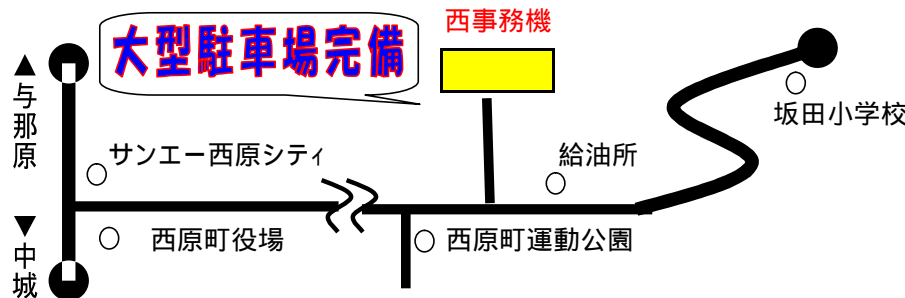 西事務機
大型駐車場完備
▲与那原
坂田小学校
サンエー西原シティ
給油所
▼中城
西原町役場
西原町運動公園